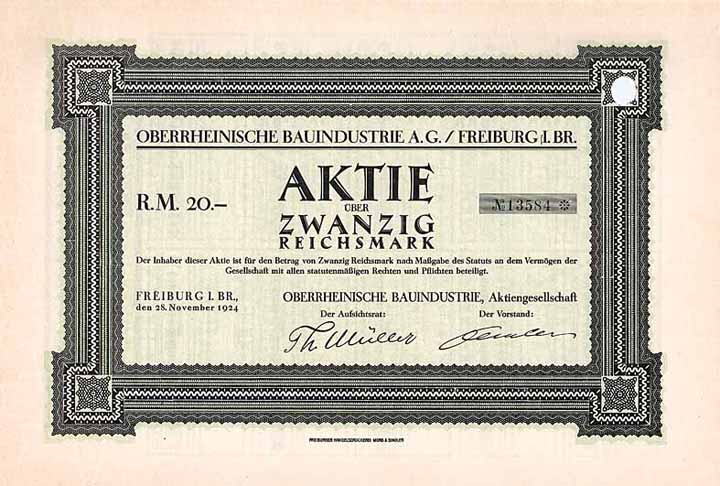 OBERRHEINISCHE BAUINDUSTRIE A.G. / FREIBURG I. BR.
AKTIE
ÜBER
R.M. 20.–
ZWANZIG
REICHSMARK
№ 13584 ※
Der Inhaber dieser Aktie ist für den Betrag von Zwanzig Reichsmark nach Maßgabe des Statuts an dem Vermögen der
Gesellschaft mit allen statutenmäßigen Rechten und Pflichten beteiligt.
FREIBURG I. BR.,
den 28. November 1924
OBERRHEINISCHE BAUINDUSTRIE, Aktiengesellschaft
Der Aufsichtsrat:
Der Vorstand:
Th. Müller
FREIBURGER HANDELSDRUCKEREI